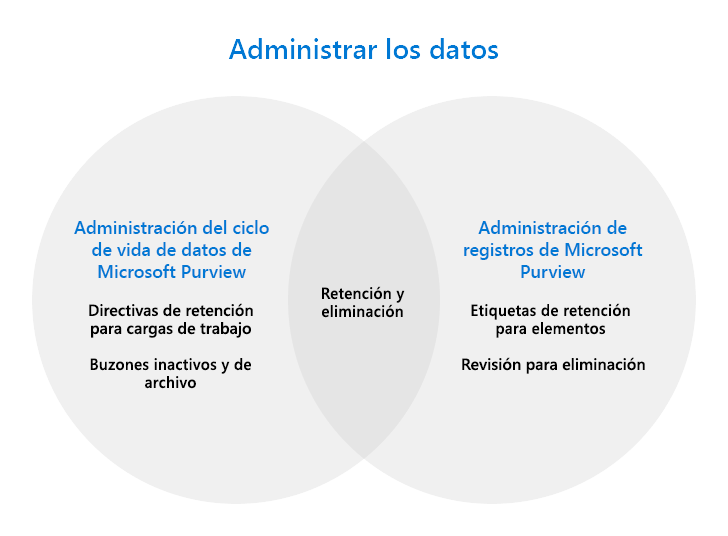 Administrar los datos
Administración del ciclo
de vida de datos de
Microsoft Purview
Directivas de retención
para cargas de trabajo
Buzones inactivos y de
archivo
Retención y
eliminación
Administración de
registros de Microsoft
Purview
Etiquetas de retención
para elementos
Revisión para eliminación